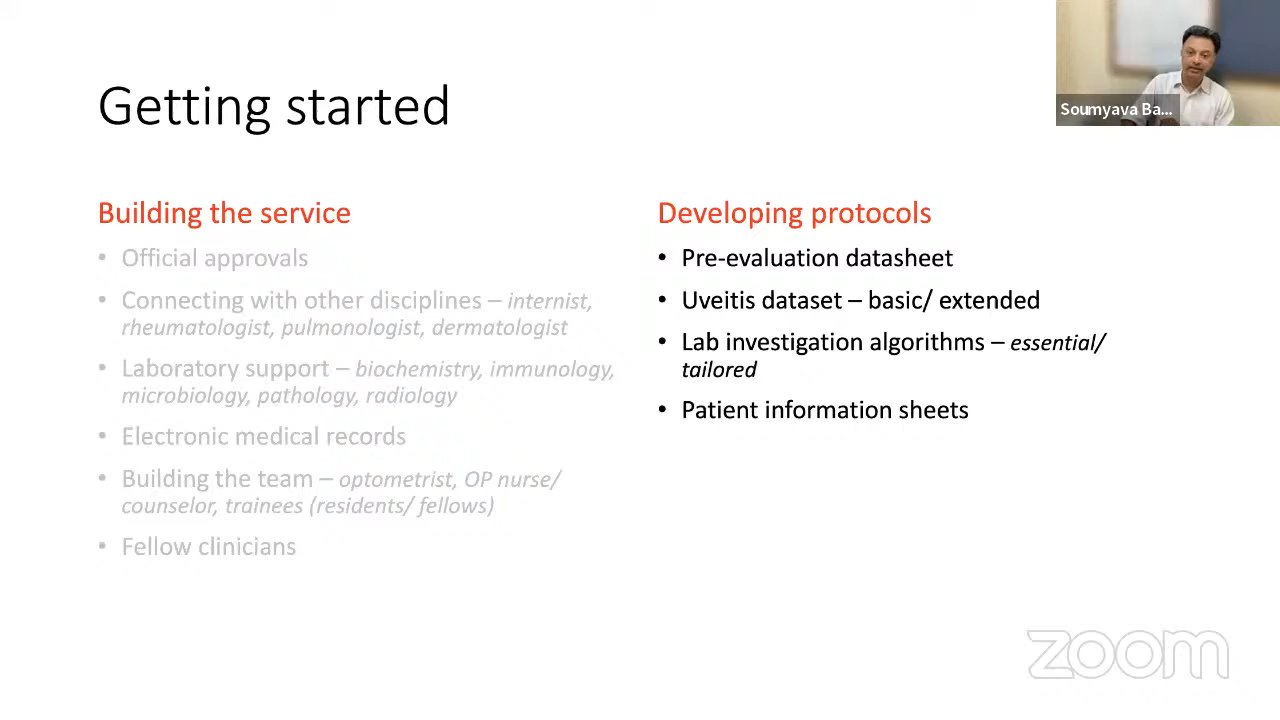 Getting started
Soumyava Ba...
Building the service
• Official approvals
• Connecting with other disciplines – internist,
rheumatologist, pulmonologist, dermatologist
• Laboratory support – biochemistry, immunology,
microbiology, pathology, radiology
• Electronic medical records
• Building the team – optometrist, OP nurse/
counselor, trainees (residents/ fellows)
• Fellow clinicians
Developing protocols
• Pre-evaluation datasheet
• Uveitis dataset – basic/ extended
• Lab investigation algorithms – essential/
tailored
• Patient information sheets
zoom